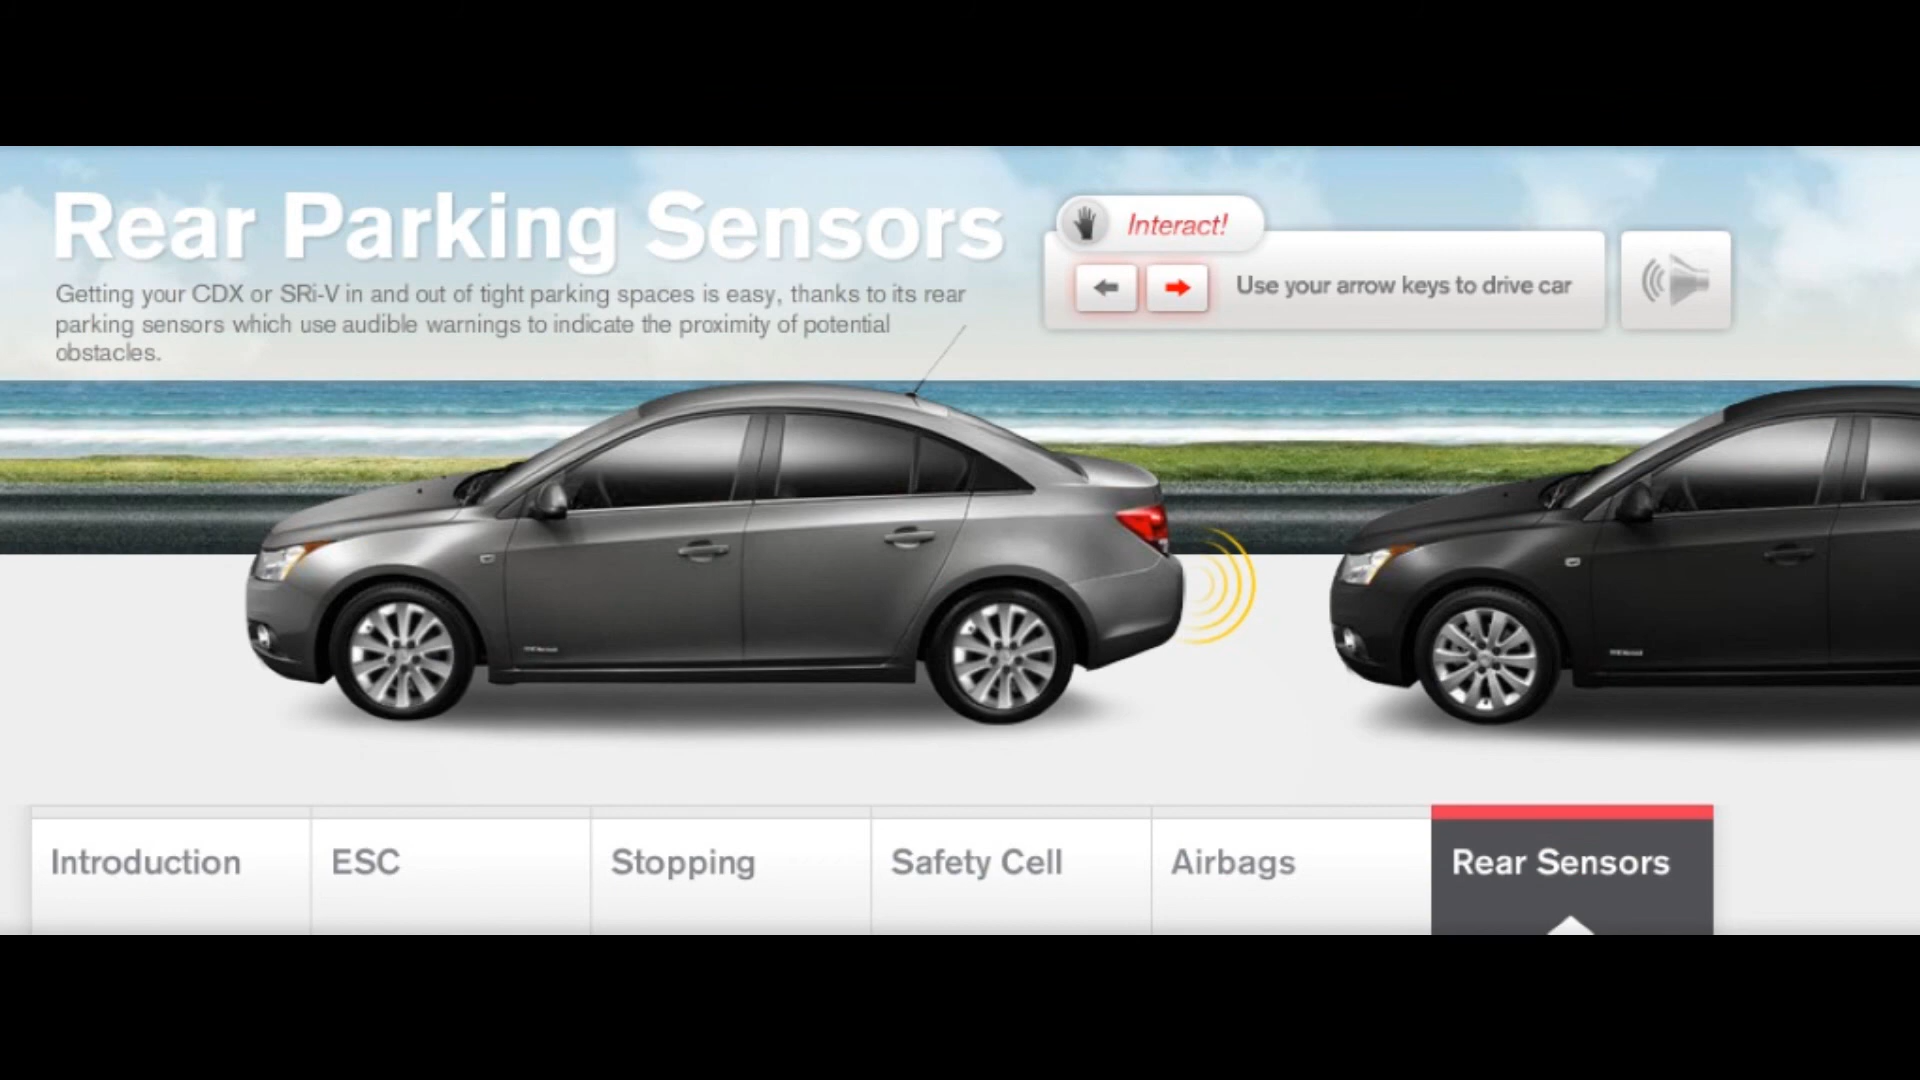 Rear Parking Sensors
Getting your CDX or SRi-V in and out of tight parking spaces is easy, thanks to its rear
parking sensors which use audible warnings to indicate the proximity of potential
obstacles.
Interact!
Use your arrow keys to drive car
Introduction
ESC
Stopping
Safety Cell
Airbags
Rear Sensors